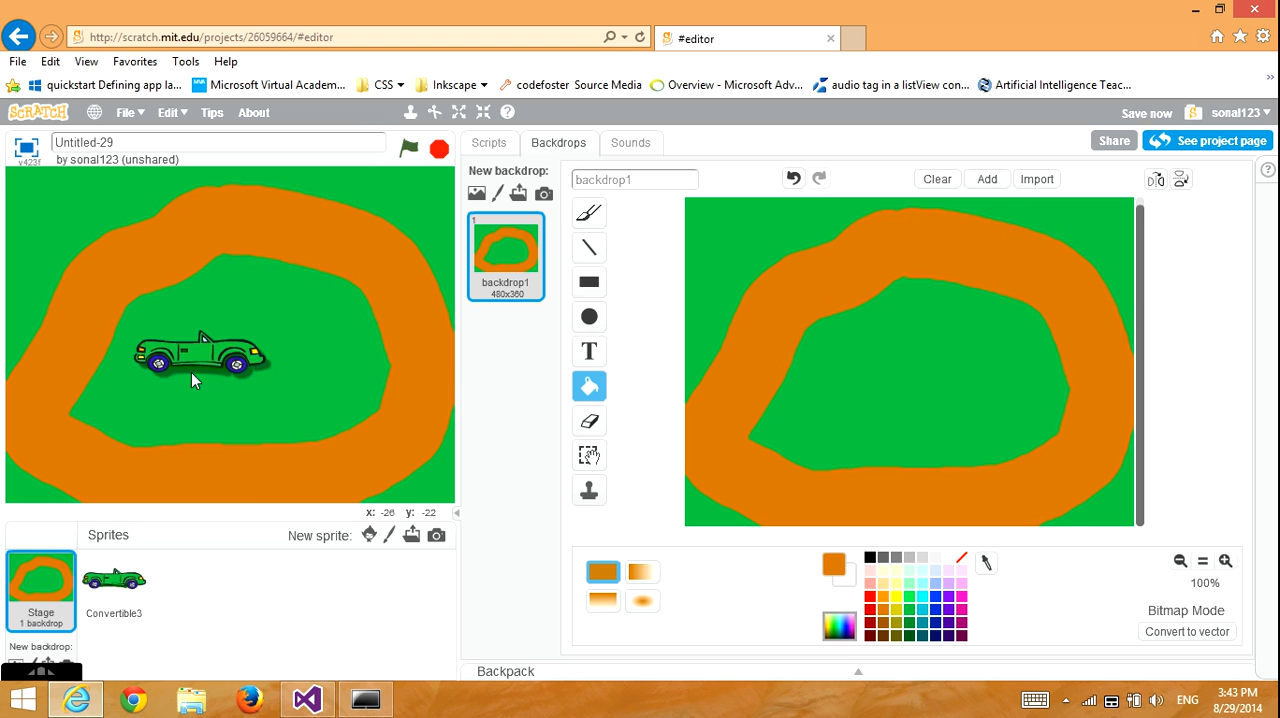 http://scratch.mit.edu/projects/26059664/#editor
#editor
File Edit View Favorites Tools Help
quickstart Defining app la...
Microsoft Virtual Academ...
CSS
Inkscape
codefoster Source Media
Overview - Microsoft Adv...
audio tag in a listView con...
Artificial Intelligence Teac...
SCRATCH File Edit Tips About
Save now sonal123
Untitled-29
v423f by sonal123 (unshared)
Scripts Backdrops Sounds
Share See project page
New backdrop:
backdrop1
Clear Add Import
1
backdrop1
480x360
T
x: -26 y: -22
Sprites New sprite:
Stage
1 backdrop
New backdrop:
Convertible3
100%
Bitmap Mode
Convert to vector
Backpack
ENG
3:43 PM
8/29/2014